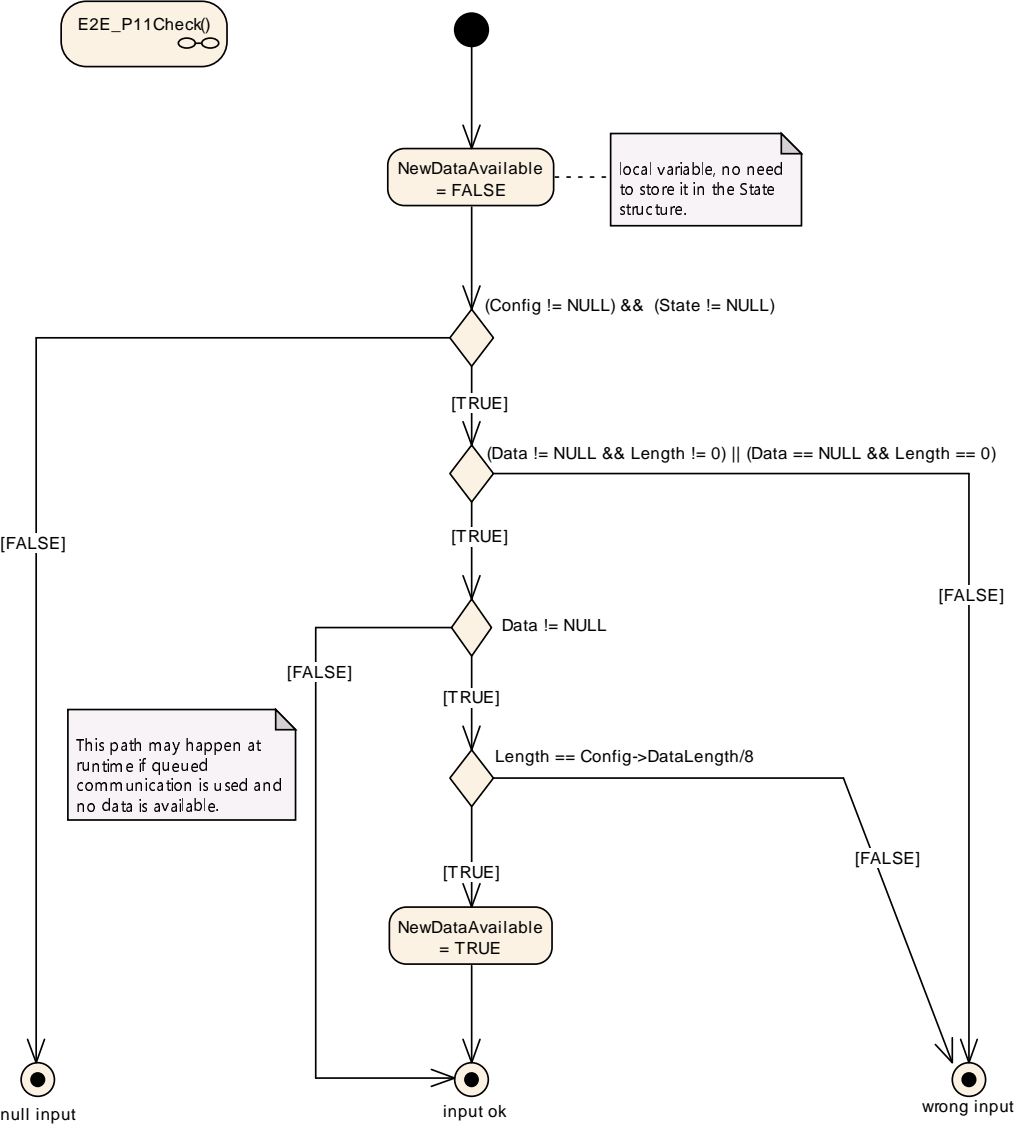 E2E_P11Check()
NewDataAvailable
= FALSE
local variable, no need
to store it in the State
structure.
(Config != NULL) && (State != NULL)
[TRUE]
(Data != NULL && Length != 0) || (Data == NULL && Length == 0)
[TRUE]
[FALSE]
[FALSE]
Data != NULL
[FALSE]
[TRUE]
This path may happen at
runtime if queued
communication is used and
no data is available.
Length == Config->DataLength/8
[FALSE]
[TRUE]
NewDataAvailable
= TRUE
null input
input ok
wrong input